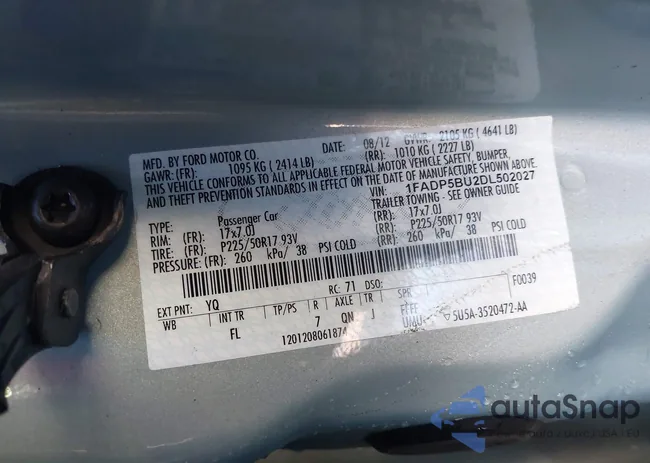 MFD. BY FORD MOTOR CO.
DATE: 08/12 GVWR: 2105 KG ( 4641 LB)
GAWR: (FR): 1095 KG ( 2414 LB) (RR): 1010 KG ( 2227 LB)
THIS VEHICLE CONFORMS TO ALL APPLICABLE FEDERAL MOTOR VEHICLE SAFETY, BUMPER,
AND THEFT PREVENTION STANDARDS IN EFFECT ON THE DATE OF MANUFACTURE SHOWN ABOVE.
VIN: 1FADP5BU2DL502027
TYPE: Passenger Car TRAILER TOWING - SEE OWNER GUIDE
RIM: (FR): 17x7.0J (RR): 17x7.0J
TIRE: (FR): P225/50R17 93V (RR): P225/50R17 93V
PRESSURE: (FR): 260 kPa/ 38 PSI COLD (RR): 260 kPa/ 38 PSI COLD
EXT PNT: YQ RC: 71 DSO: F0039
WB INT TR TP/PS R AXLE TR SPR
FL 7 QN J
1201208061874 5U5A-3520472-AA
autoSnap